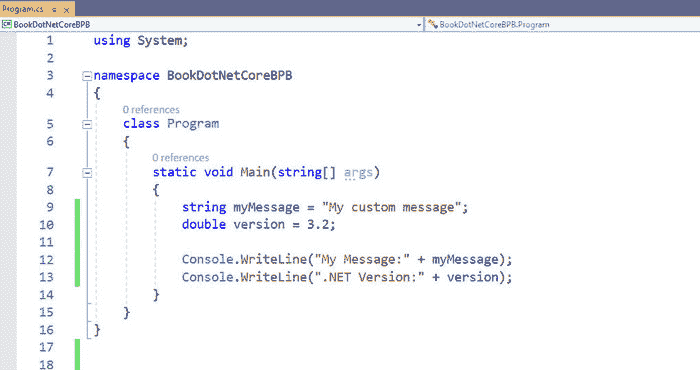 Program.cs
BookDotNetCoreBPB BookDotNetCoreBPB.Program
1 using System;
2
3 namespace BookDotNetCoreBPB
4 {
0 references
5 class Program
6 {
0 references
7 static void Main(string[] args)
8 {
9 string myMessage = "My custom message";
10 double version = 3.2;
11
12 Console.WriteLine("My Message:" + myMessage);
13 Console.WriteLine(".NET Version:" + version);
14 }
15 }
16 }
17
18